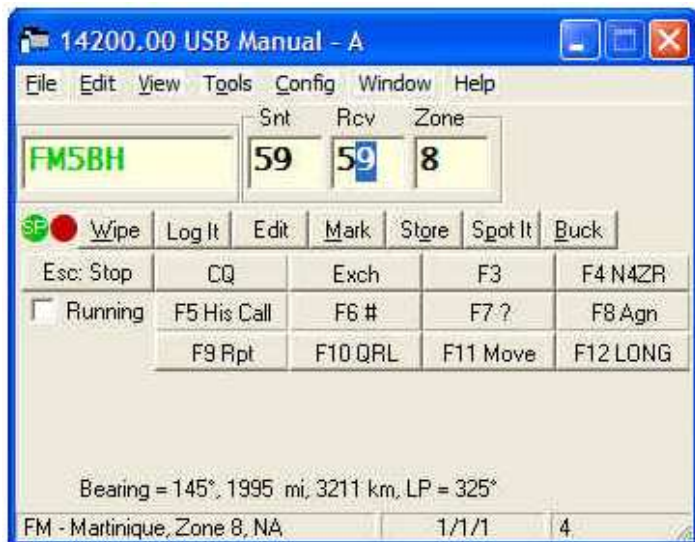 14200.00 USB Manual - A
File Edit View Tools Config Window Help
Snt Rcv Zone
FM5BH 59 59 8
SP Wipe Log It Edit Mark Store Spot It Buck
Esc: Stop CQ Exch F3 F4 N4ZR
Running F5 His Call F6 # F7 ? F8 Agn
F9 Rpt F10 QRL F11 Move F12 LONG
Bearing = 145°, 1995 mi, 3211 km, LP = 325°
FM - Martinique, Zone 8, NA 1/1/1 4